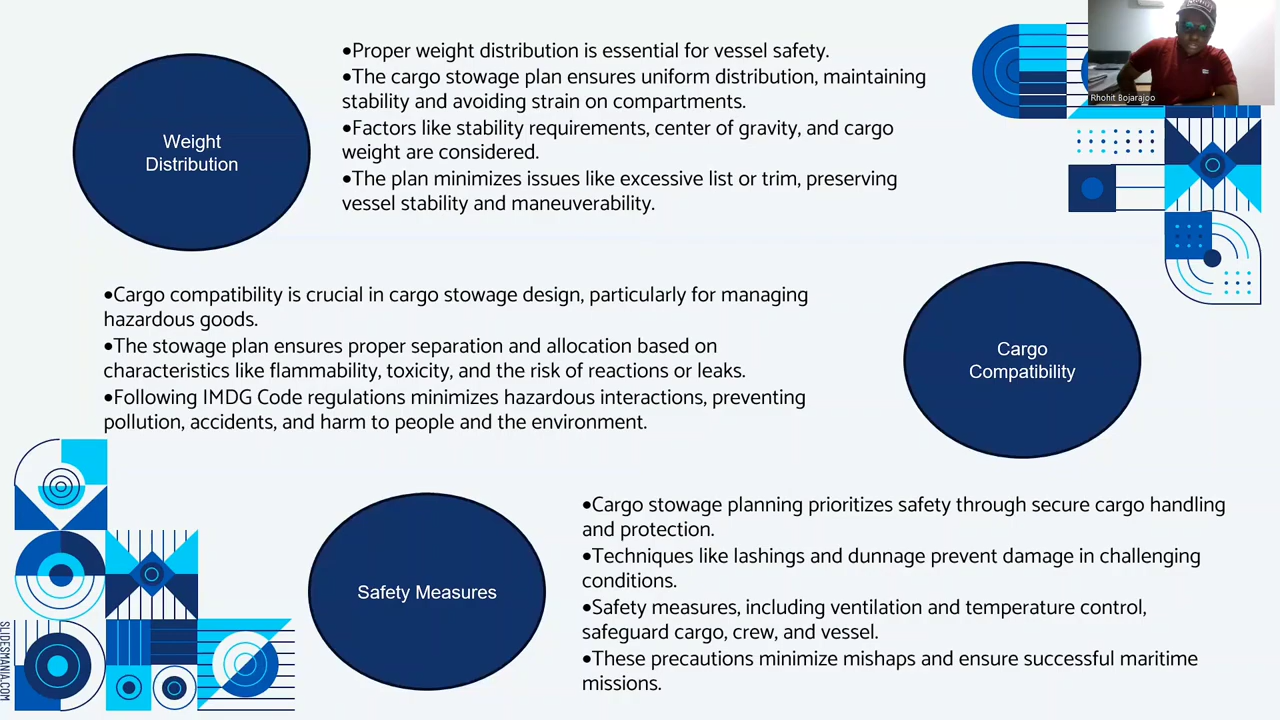 Weight
Distribution
•Proper weight distribution is essential for vessel safety.
•The cargo stowage plan ensures uniform distribution, maintaining
stability and avoiding strain on compartments.
•Factors like stability requirements, center of gravity, and cargo
weight are considered.
•The plan minimizes issues like excessive list or trim, preserving
vessel stability and maneuverability.
Rhohit Bojarajoo
•Cargo compatibility is crucial in cargo stowage design, particularly for managing
hazardous goods.
•The stowage plan ensures proper separation and allocation based on
characteristics like flammability, toxicity, and the risk of reactions or leaks.
•Following IMDG Code regulations minimizes hazardous interactions, preventing
pollution, accidents, and harm to people and the environment.
Cargo
Compatibility
Safety Measures
•Cargo stowage planning prioritizes safety through secure cargo handling
and protection.
•Techniques like lashings and dunnage prevent damage in challenging
conditions.
•Safety measures, including ventilation and temperature control,
safeguard cargo, crew, and vessel.
•These precautions minimize mishaps and ensure successful maritime
missions.
SLIDESMANIA.COM